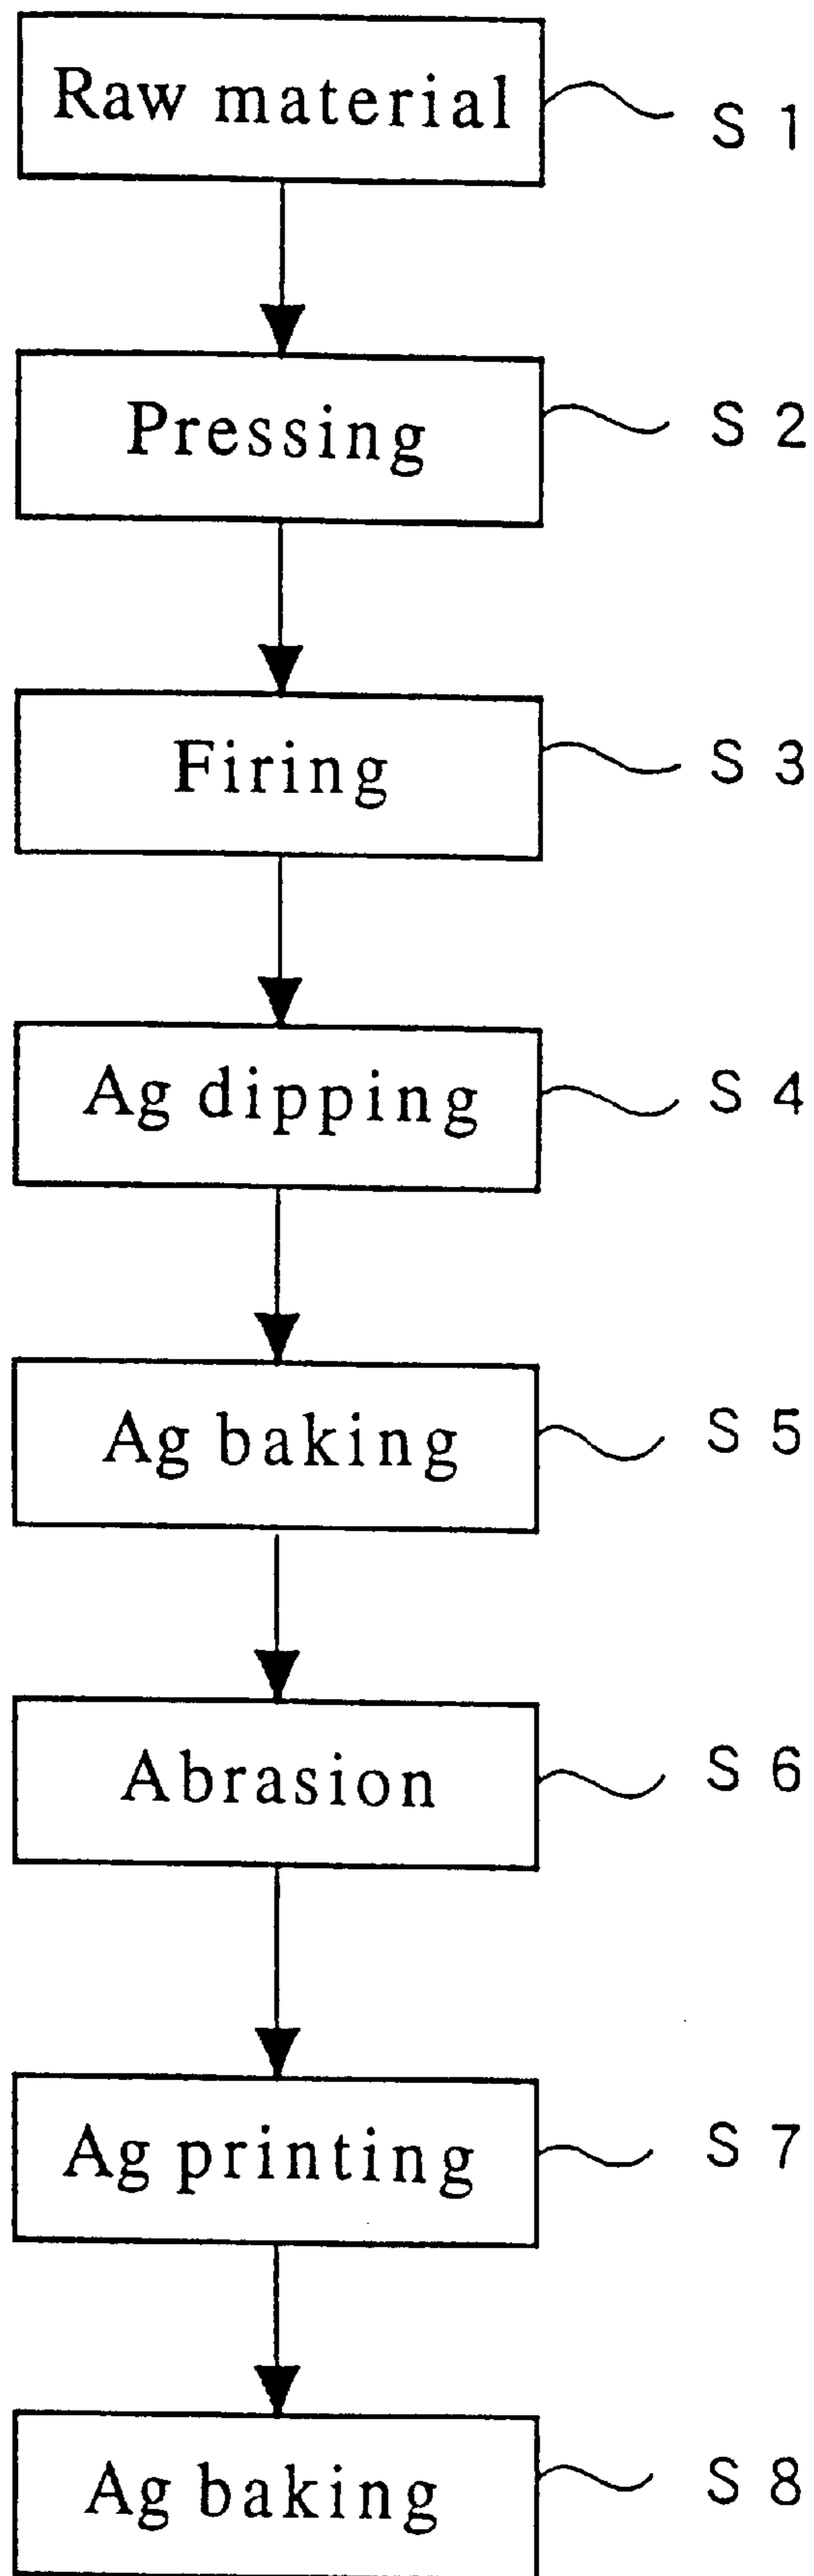 Raw material S 1
Pressing S 2
Firing S 3
Ag dipping S 4
Ag baking S 5
Abrasion S 6
Ag printing S 7
Ag baking S 8